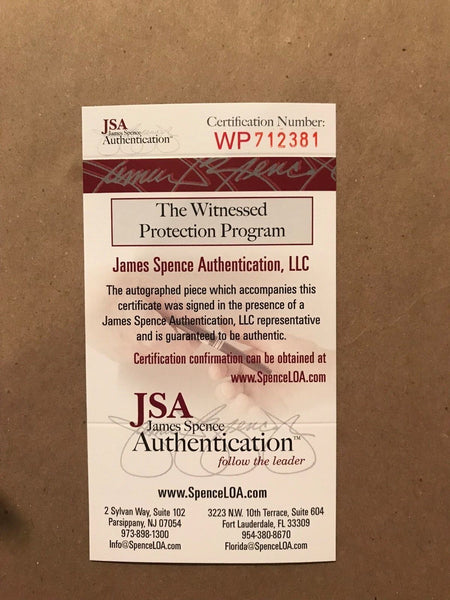 JSA Certification Number:
James Spence
Authentication™ WP712381
The Witnessed
Protection Program
James Spence Authentication, LLC
The autographed piece which accompanies this
certificate was signed in the presence of a
James Spence Authentication, LLC representative
and is guaranteed to be authentic.
Certification confirmation can be obtained at
www.SpenceLOA.com
JSA
James Spence
Authentication™
follow the leader
www.SpenceLOA.com
2 Sylvan Way, Suite 102
Parsippany, NJ 07054
973-898-1300
Info@SpenceLOA.com
3223 N.W. 10th Terrace, Suite 604
Fort Lauderdale, FL 33309
954-380-8670
Florida@SpenceLOA.com